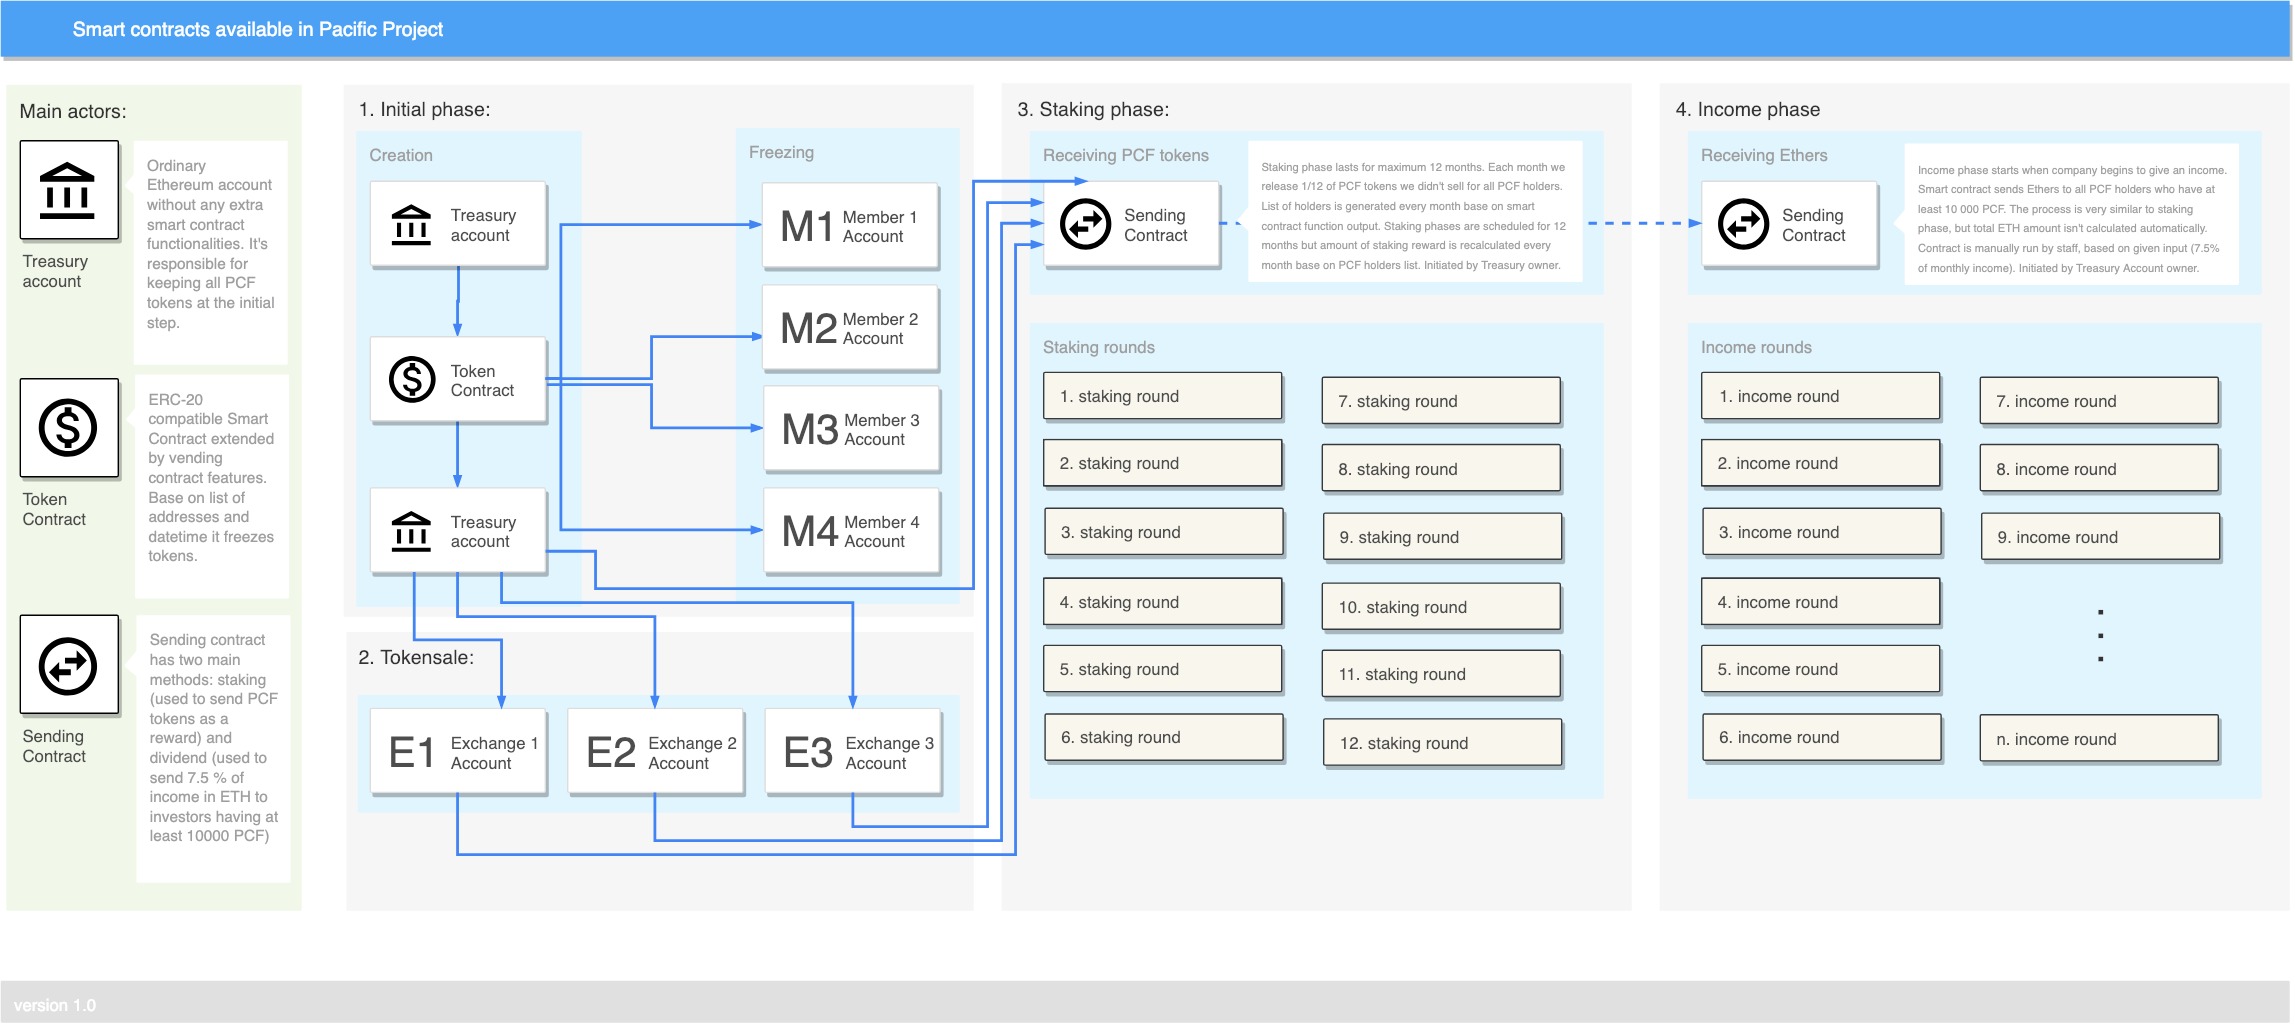 Smart contracts available in Pacific Project
Main actors:
Treasury
account
Ordinary
Ethereum account
without any extra
smart contract
functionalities. It's
responsible for
keeping all PCF
tokens at the initial
step.
Token
Contract
ERC-20
compatible Smart
Contract extended
by vending
contract features.
Base on list of
addresses and
datetime it freezes
tokens.
Sending
Contract
Sending contract
has two main
methods: staking
(used to send PCF
tokens as a
reward) and
dividend (used to
send 7.5 % of
income in ETH to
investors having at
least 10000 PCF)
1. Initial phase:
Creation
Treasury
account
Token
Contract
Treasury
account
Freezing
M1 Member 1
Account
M2 Member 2
Account
M3 Member 3
Account
M4 Member 4
Account
2. Tokensale:
E1 Exchange 1
Account
E2 Exchange 2
Account
E3 Exchange 3
Account
3. Staking phase:
Receiving PCF tokens
Sending
Contract
Staking phase lasts for maximum 12 months. Each month we
release 1/12 of PCF tokens we didn't sell for all PCF holders.
List of holders is generated every month base on smart
contract function output. Staking phases are scheduled for 12
months but amount of staking reward is recalculated every
month base on PCF holders list. Initiated by Treasury owner.
Staking rounds
1. staking round
2. staking round
3. staking round
4. staking round
5. staking round
6. staking round
7. staking round
8. staking round
9. staking round
10. staking round
11. staking round
12. staking round
4. Income phase
Receiving Ethers
Sending
Contract
Income phase starts when company begins to give an income.
Smart contract sends Ethers to all PCF holders who have at
least 10 000 PCF. The process is very similar to staking
phase, but total ETH amount isn't calculated automatically.
Contract is manually run by staff, based on given input (7.5%
of monthly income). Initiated by Treasury Account owner.
Income rounds
1. income round
2. income round
3. income round
4. income round
5. income round
6. income round
7. income round
8. income round
9. income round
n. income round
version 1.0